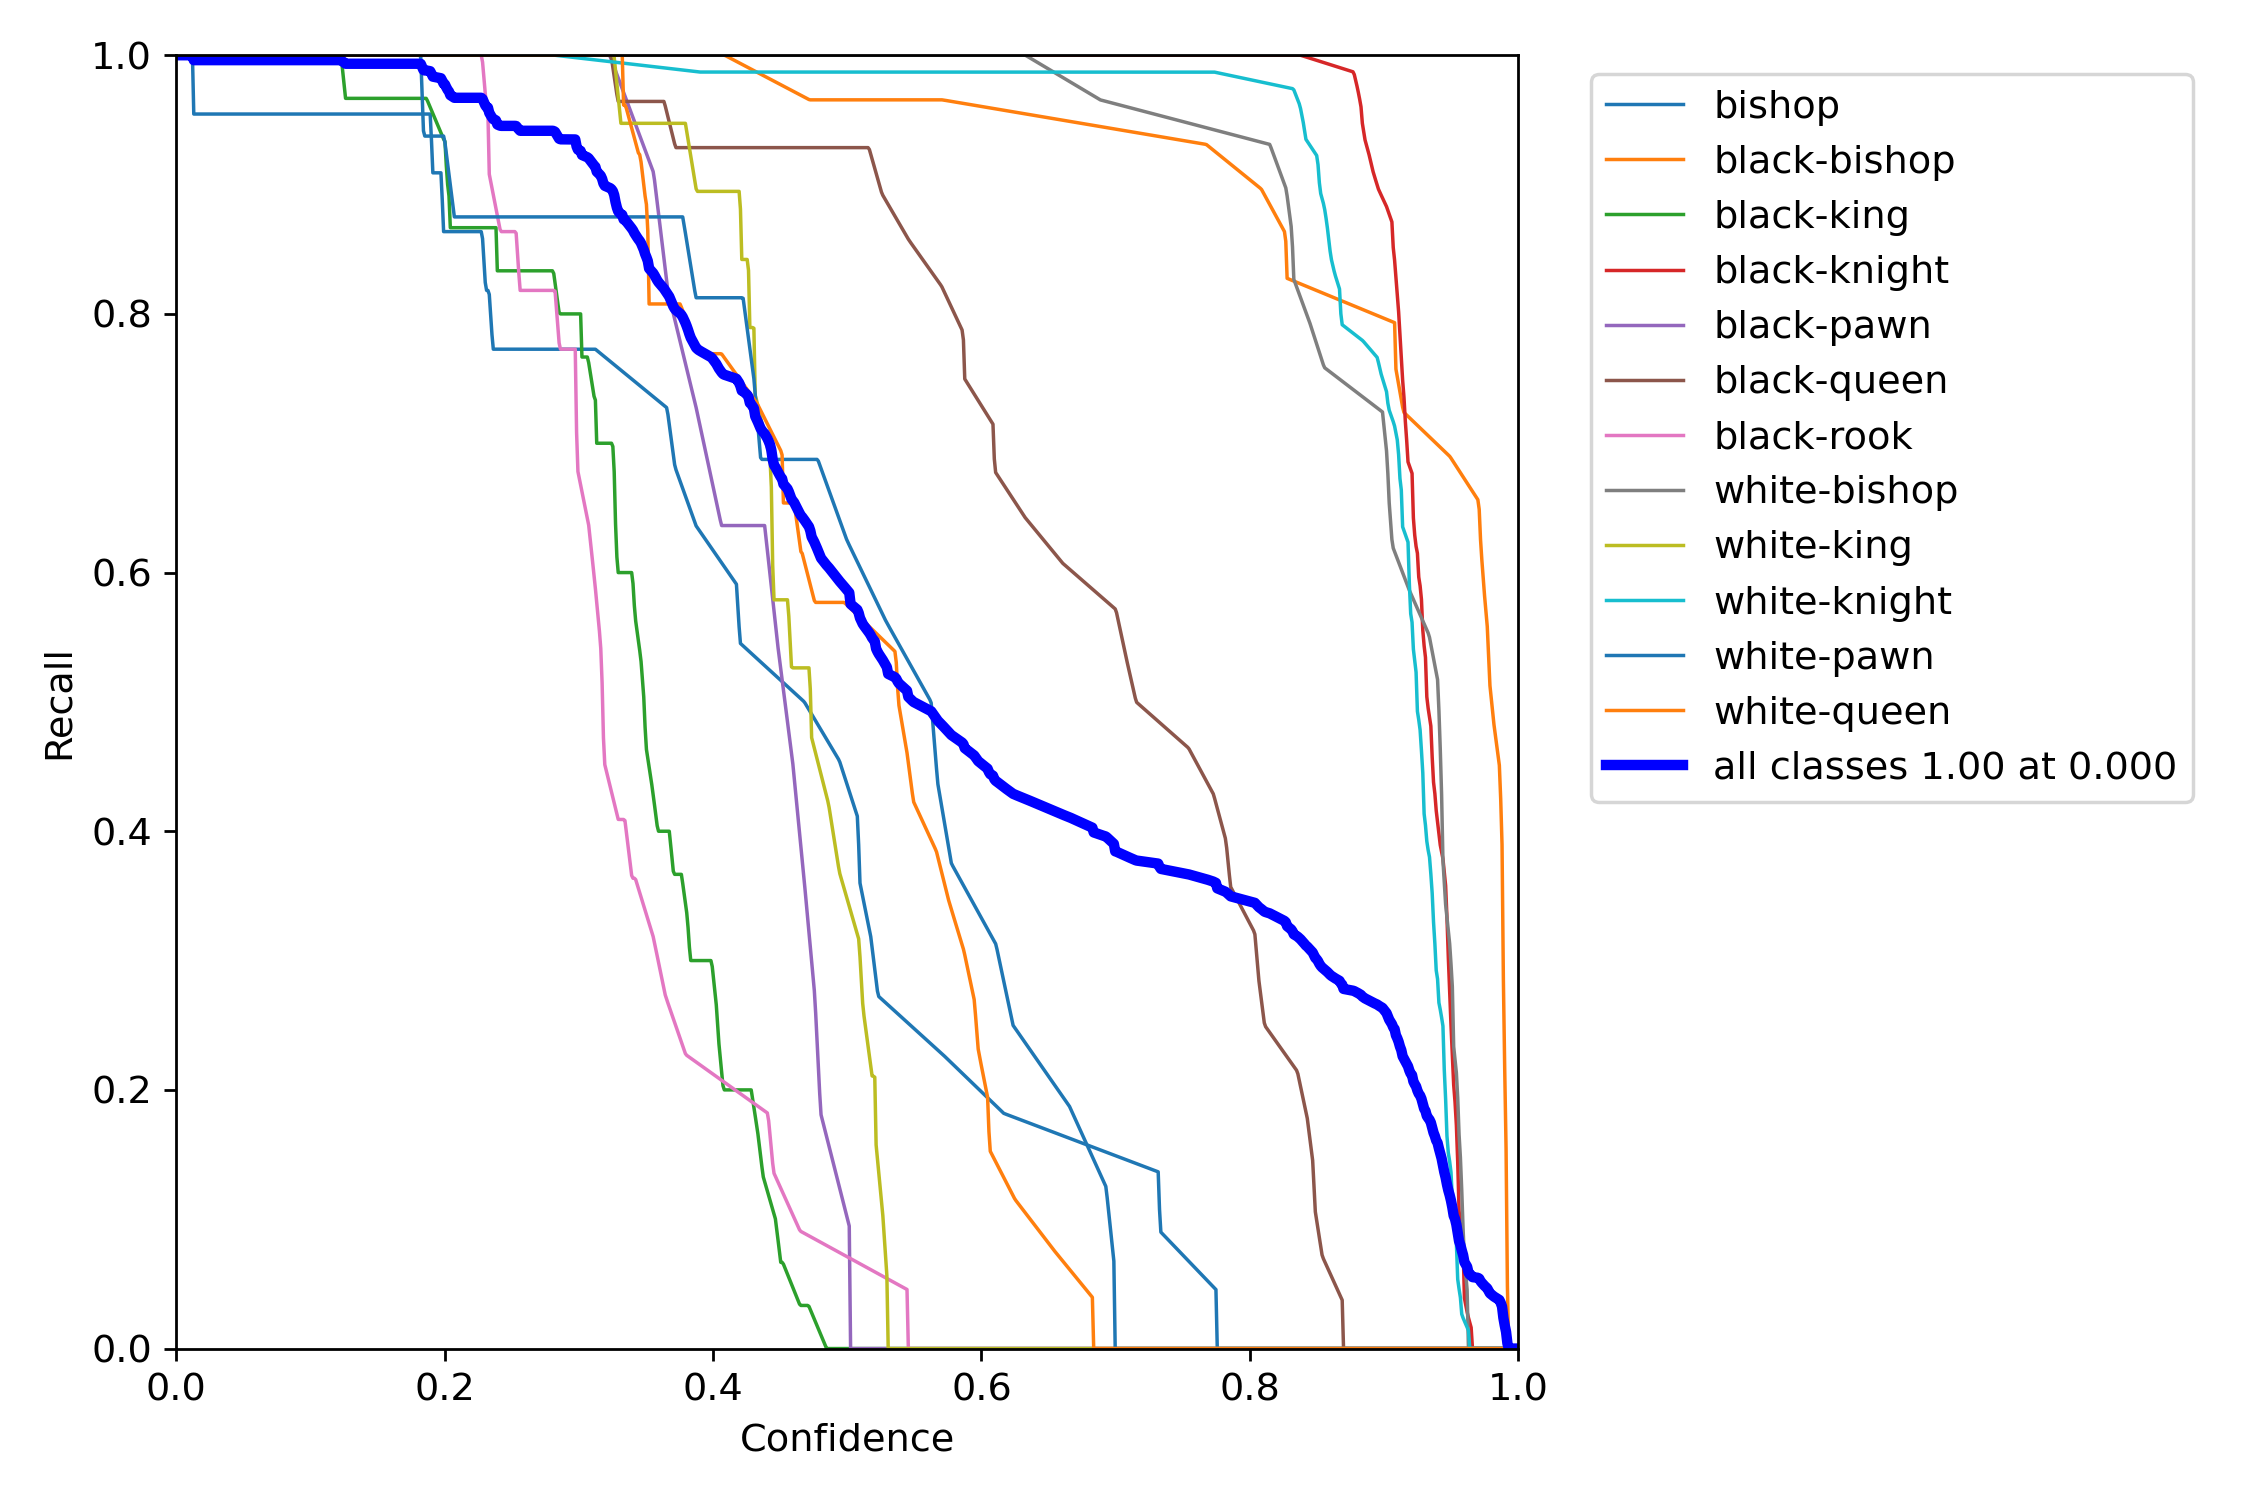 1.0
0.8
0.6
0.4
0.2
0.0
Recall
0.0 0.2 0.4 0.6 0.8 1.0
Confidence
bishop
black-bishop
black-king
black-knight
black-pawn
black-queen
black-rook
white-bishop
white-king
white-knight
white-pawn
white-queen
all classes 1.00 at 0.000